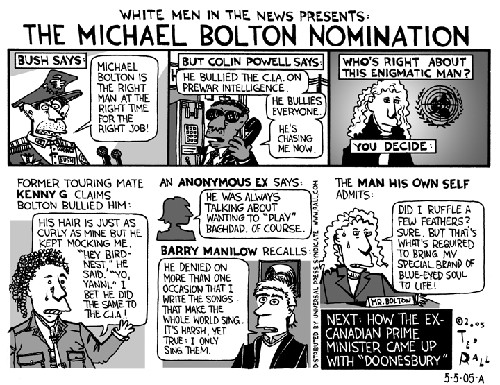 WHITE MEN IN THE NEWS PRESENTS:
THE MICHAEL BOLTON NOMINATION
BUSH SAYS:
MICHAEL
BOLTON IS
THE RIGHT
MAN AT THE
RIGHT TIME
FOR THE
RIGHT JOB!
BUT COLIN POWELL SAYS:
HE BULLIED THE C.I.A. ON
PREWAR INTELLIGENCE.
HE BULLIES
EVERYONE.
HE'S
CHASING
ME NOW.
WHO'S RIGHT ABOUT
THIS ENIGMATIC MAN?
YOU DECIDE:
FORMER TOURING MATE
KENNY G CLAIMS
BOLTON BULLIED HIM:
HIS HAIR IS JUST AS
CURLY AS MINE BUT HE
KEPT MOCKING ME.
"HEY BIRD-
NEST," HE
SAID. "YO,
YANNI." I
BET HE DID
THE SAME TO
THE C.I.A.!
AN ANONYMOUS EX SAYS:
HE WAS ALWAYS
TALKING ABOUT
WANTING TO "PLAY"
BAGHDAD, OF COURSE.
BARRY MANILOW RECALLS:
HE DENIED ON
MORE THAN ONE
OCCASION THAT I
WRITE THE SONGS
THAT MAKE THE
WHOLE WORLD SING.
IT'S HARSH, YET
TRUE: I ONLY
SING THEM.
DISTRIBUTED BY UNIVERSAL PRESS SYNDICATE WWW.RALL.COM
THE MAN HIS OWN SELF
ADMITS:
DID I RUFFLE A
FEW FEATHERS?
SURE. BUT THAT'S
WHAT'S REQUIRED
TO BRING MY
SPECIAL BRAND OF
BLUE-EYED SOUL
TO LIFE!
MR. BOLTON
NEXT: HOW THE EX-
CANADIAN PRIME
MINISTER CAME UP
WITH "DOONESBURY"
©2005
TED
RALL
5-5-05-A